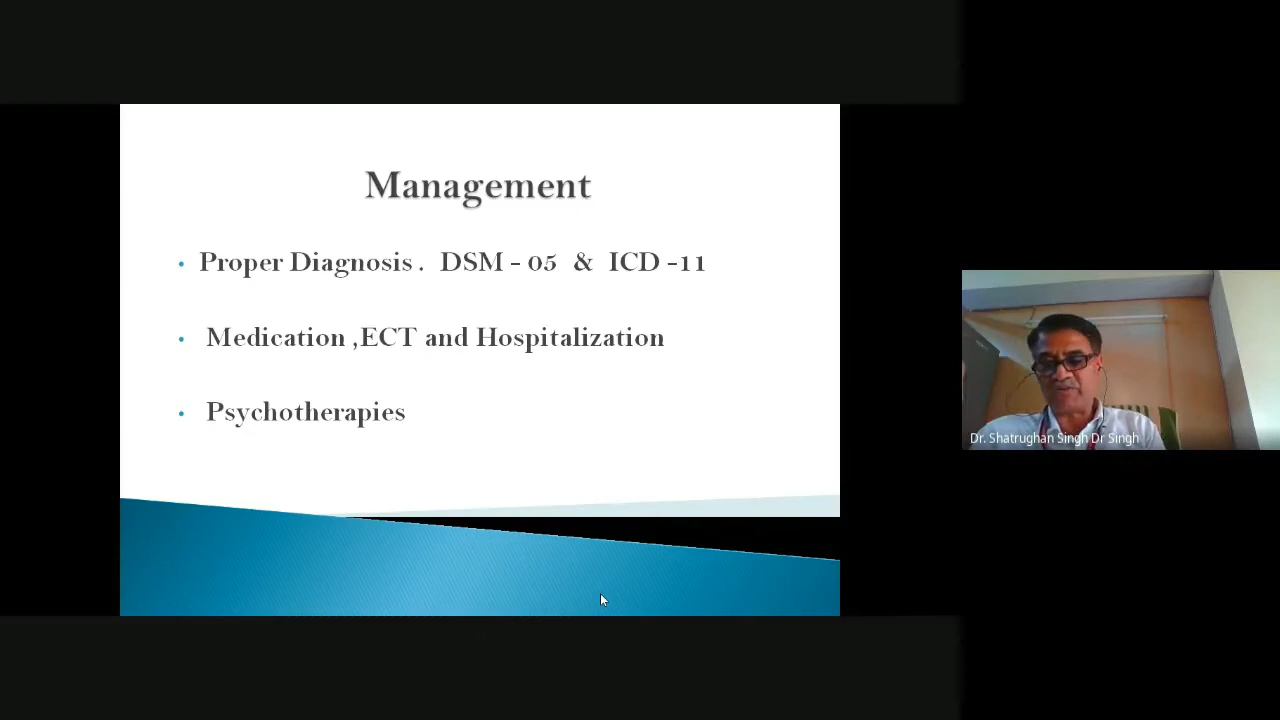 Management
• Proper Diagnosis . DSM - 05 & ICD -11
• Medication ,ECT and Hospitalization
• Psychotherapies
Dr. Shatrughan Singh Dr Singh